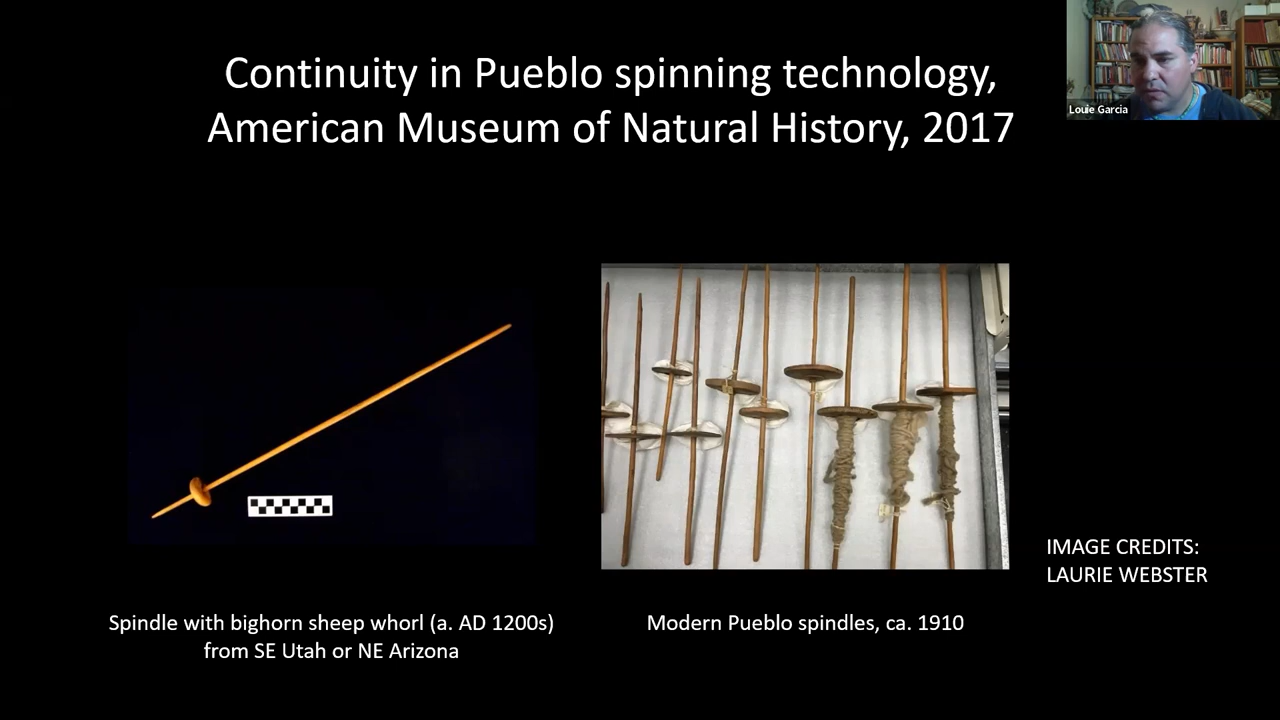 Continuity in Pueblo spinning technology,
American Museum of Natural History, 2017
Louie Garcia
IMAGE CREDITS:
LAURIE WEBSTER
Spindle with bighorn sheep whorl (a. AD 1200s)
from SE Utah or NE Arizona
Modern Pueblo spindles, ca. 1910